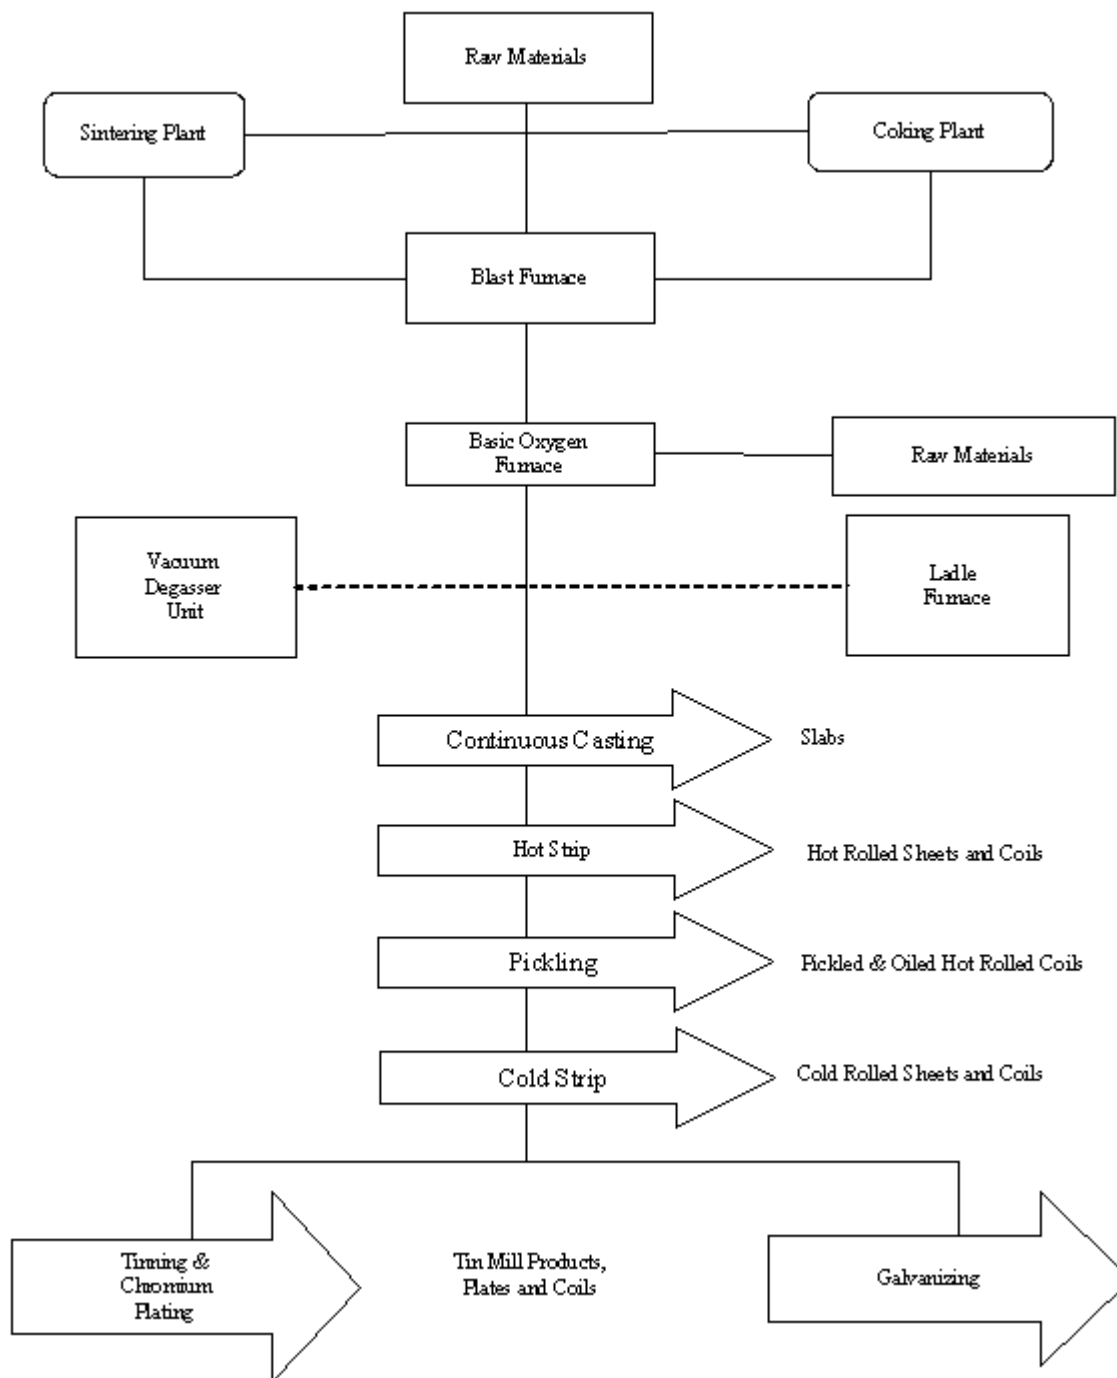 Raw Materials
Sintering Plant
Coking Plant
Blast Furnace
Basic Oxygen
Furnace
Raw Materials
Vacuum
Degasser
Unit
Ladle
Furnace
Continuous Casting
Slabs
Hot Strip
Hot Rolled Sheets and Coils
Pickling
Pickled & Oiled Hot Rolled Coils
Cold Strip
Cold Rolled Sheets and Coils
Tinning &
Chromium
Plating
Tin Mill Products,
Plates and Coils
Galvanizing